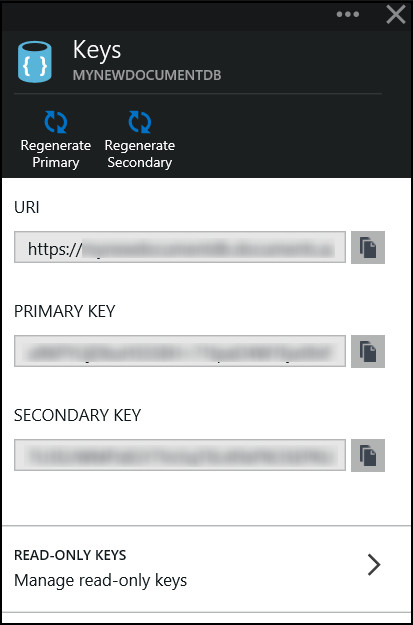 Keys
MYNEWDOCUMENTDB
Regenerate
Primary
Regenerate
Secondary
URI
https://
PRIMARY KEY
SECONDARY KEY
READ-ONLY KEYS
Manage read-only keys